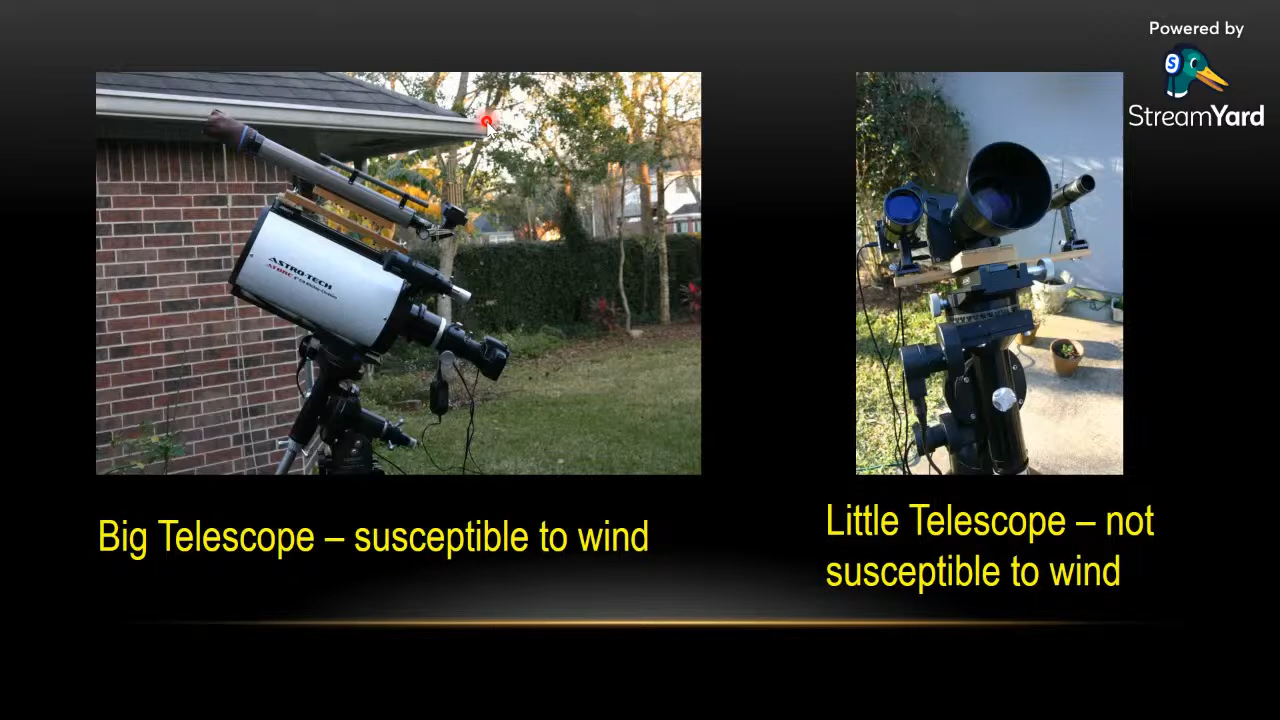 Powered by
S
StreamYard
ASTRO-TECH
Big Telescope – susceptible to wind
Little Telescope – not
susceptible to wind